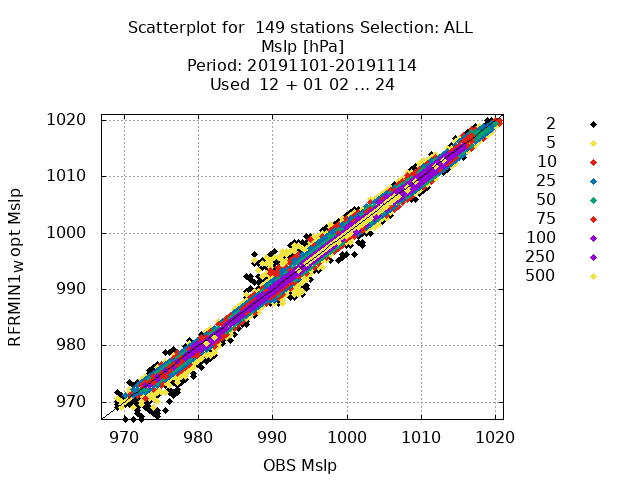 Scatterplot for 149 stations Selection: ALL
Mslp [hPa]
Period: 20191101-20191114
Used 12 + 01 02 ... 24
1020
1010
1000
990
980
970
970 980 990 1000 1010 1020
RFRMIN1_W opt Mslp
OBS Mslp
2
5
10
25
50
75
100
250
500